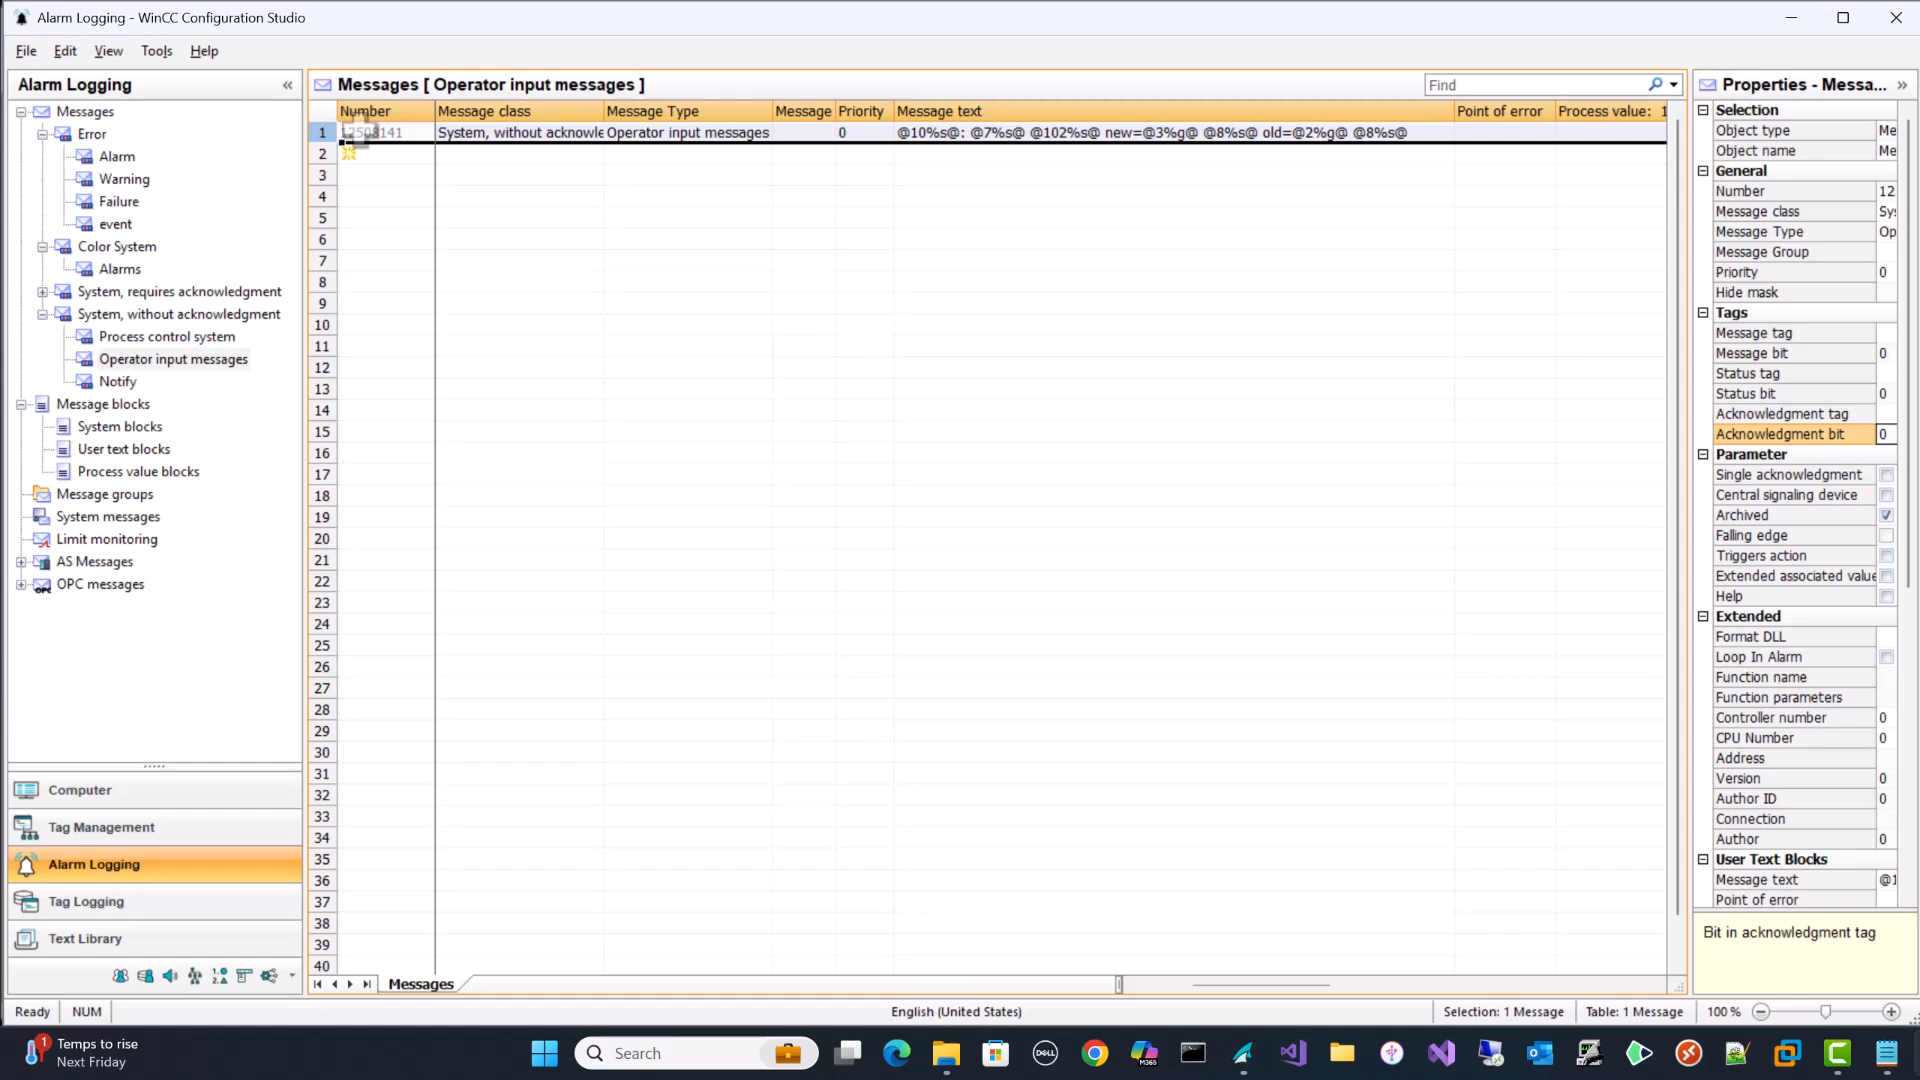 Alarm Logging - WinCC Configuration Studio
File Edit View Tools Help
Alarm Logging «
Messages
Error
Alarm
Warning
Failure
event
Color System
Alarms
System, requires acknowledgment
System, without acknowledgment
Process control system
Operator input messages
Notify
Message blocks
System blocks
User text blocks
Process value blocks
Message groups
System messages
Limit monitoring
AS Messages
OPC messages
Computer
Tag Management
Alarm Logging
Tag Logging
Text Library
Messages [ Operator input messages ] Find
Number Message class Message Type Message Priority Message text Point of error Process value: 1
1 12508141 System, without acknowle Operator input messages 0 @10%s@: @7%s@ @102%s@ new=@3%g@ @8%s@ old=@2%g@ @8%s@
2
3
4
5
6
7
8
9
10
11
12
13
14
15
16
17
18
19
20
21
22
23
24
25
26
27
28
29
30
31
32
33
34
35
36
37
38
39
40
Messages
Properties - Messa... »
Selection
Object type Me
Object name Me
General
Number 12
Message class Sy
Message Type Op
Message Group
Priority 0
Hide mask
Tags
Message tag
Message bit 0
Status tag
Status bit 0
Acknowledgment tag
Acknowledgment bit 0
Parameter
Single acknowledgment
Central signaling device
Archived
Falling edge
Triggers action
Extended associated value
Help
Extended
Format DLL
Loop In Alarm
Function name
Function parameters
Controller number 0
CPU Number 0
Address
Version 0
Author ID 0
Connection
Author 0
User Text Blocks
Message text @1
Point of error
Bit in acknowledgment tag
Ready NUM English (United States) Selection: 1 Message Table: 1 Message 100 %
1 Temps to rise
Next Friday
Search
DELL
M365